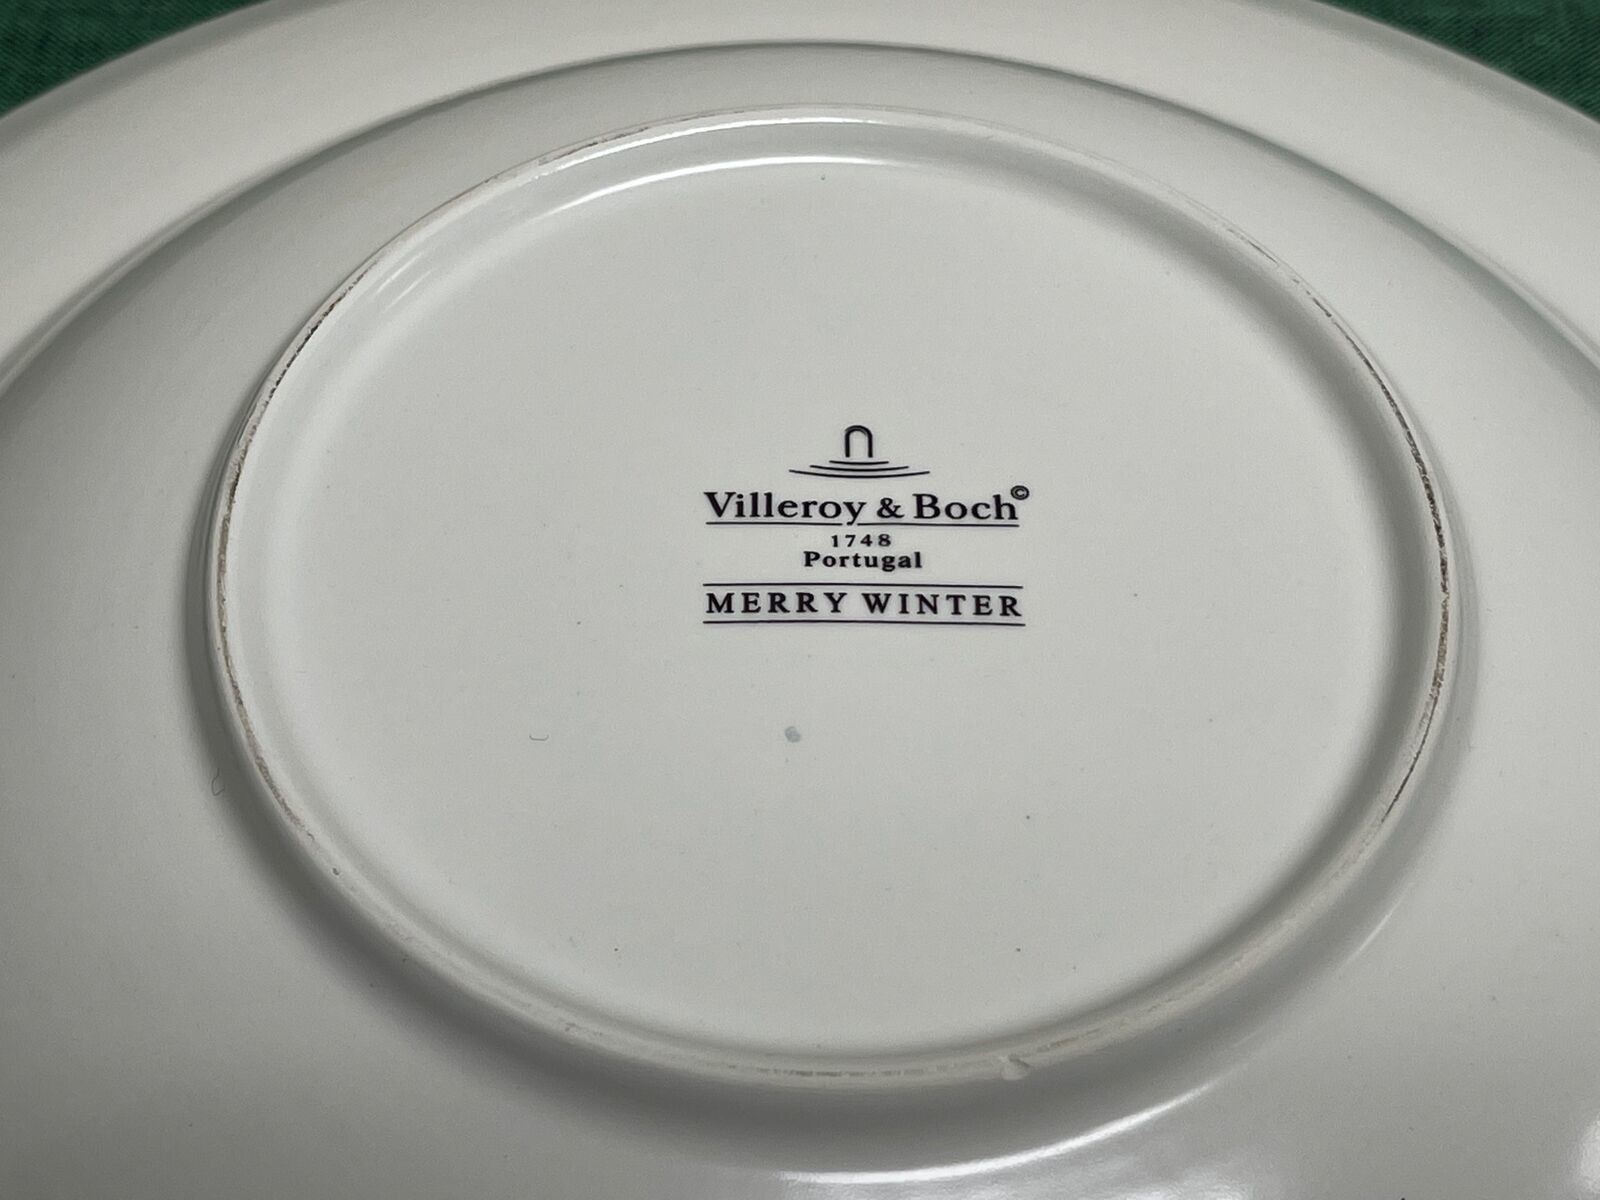 Villeroy & Boch©
1748
Portugal
MERRY WINTER